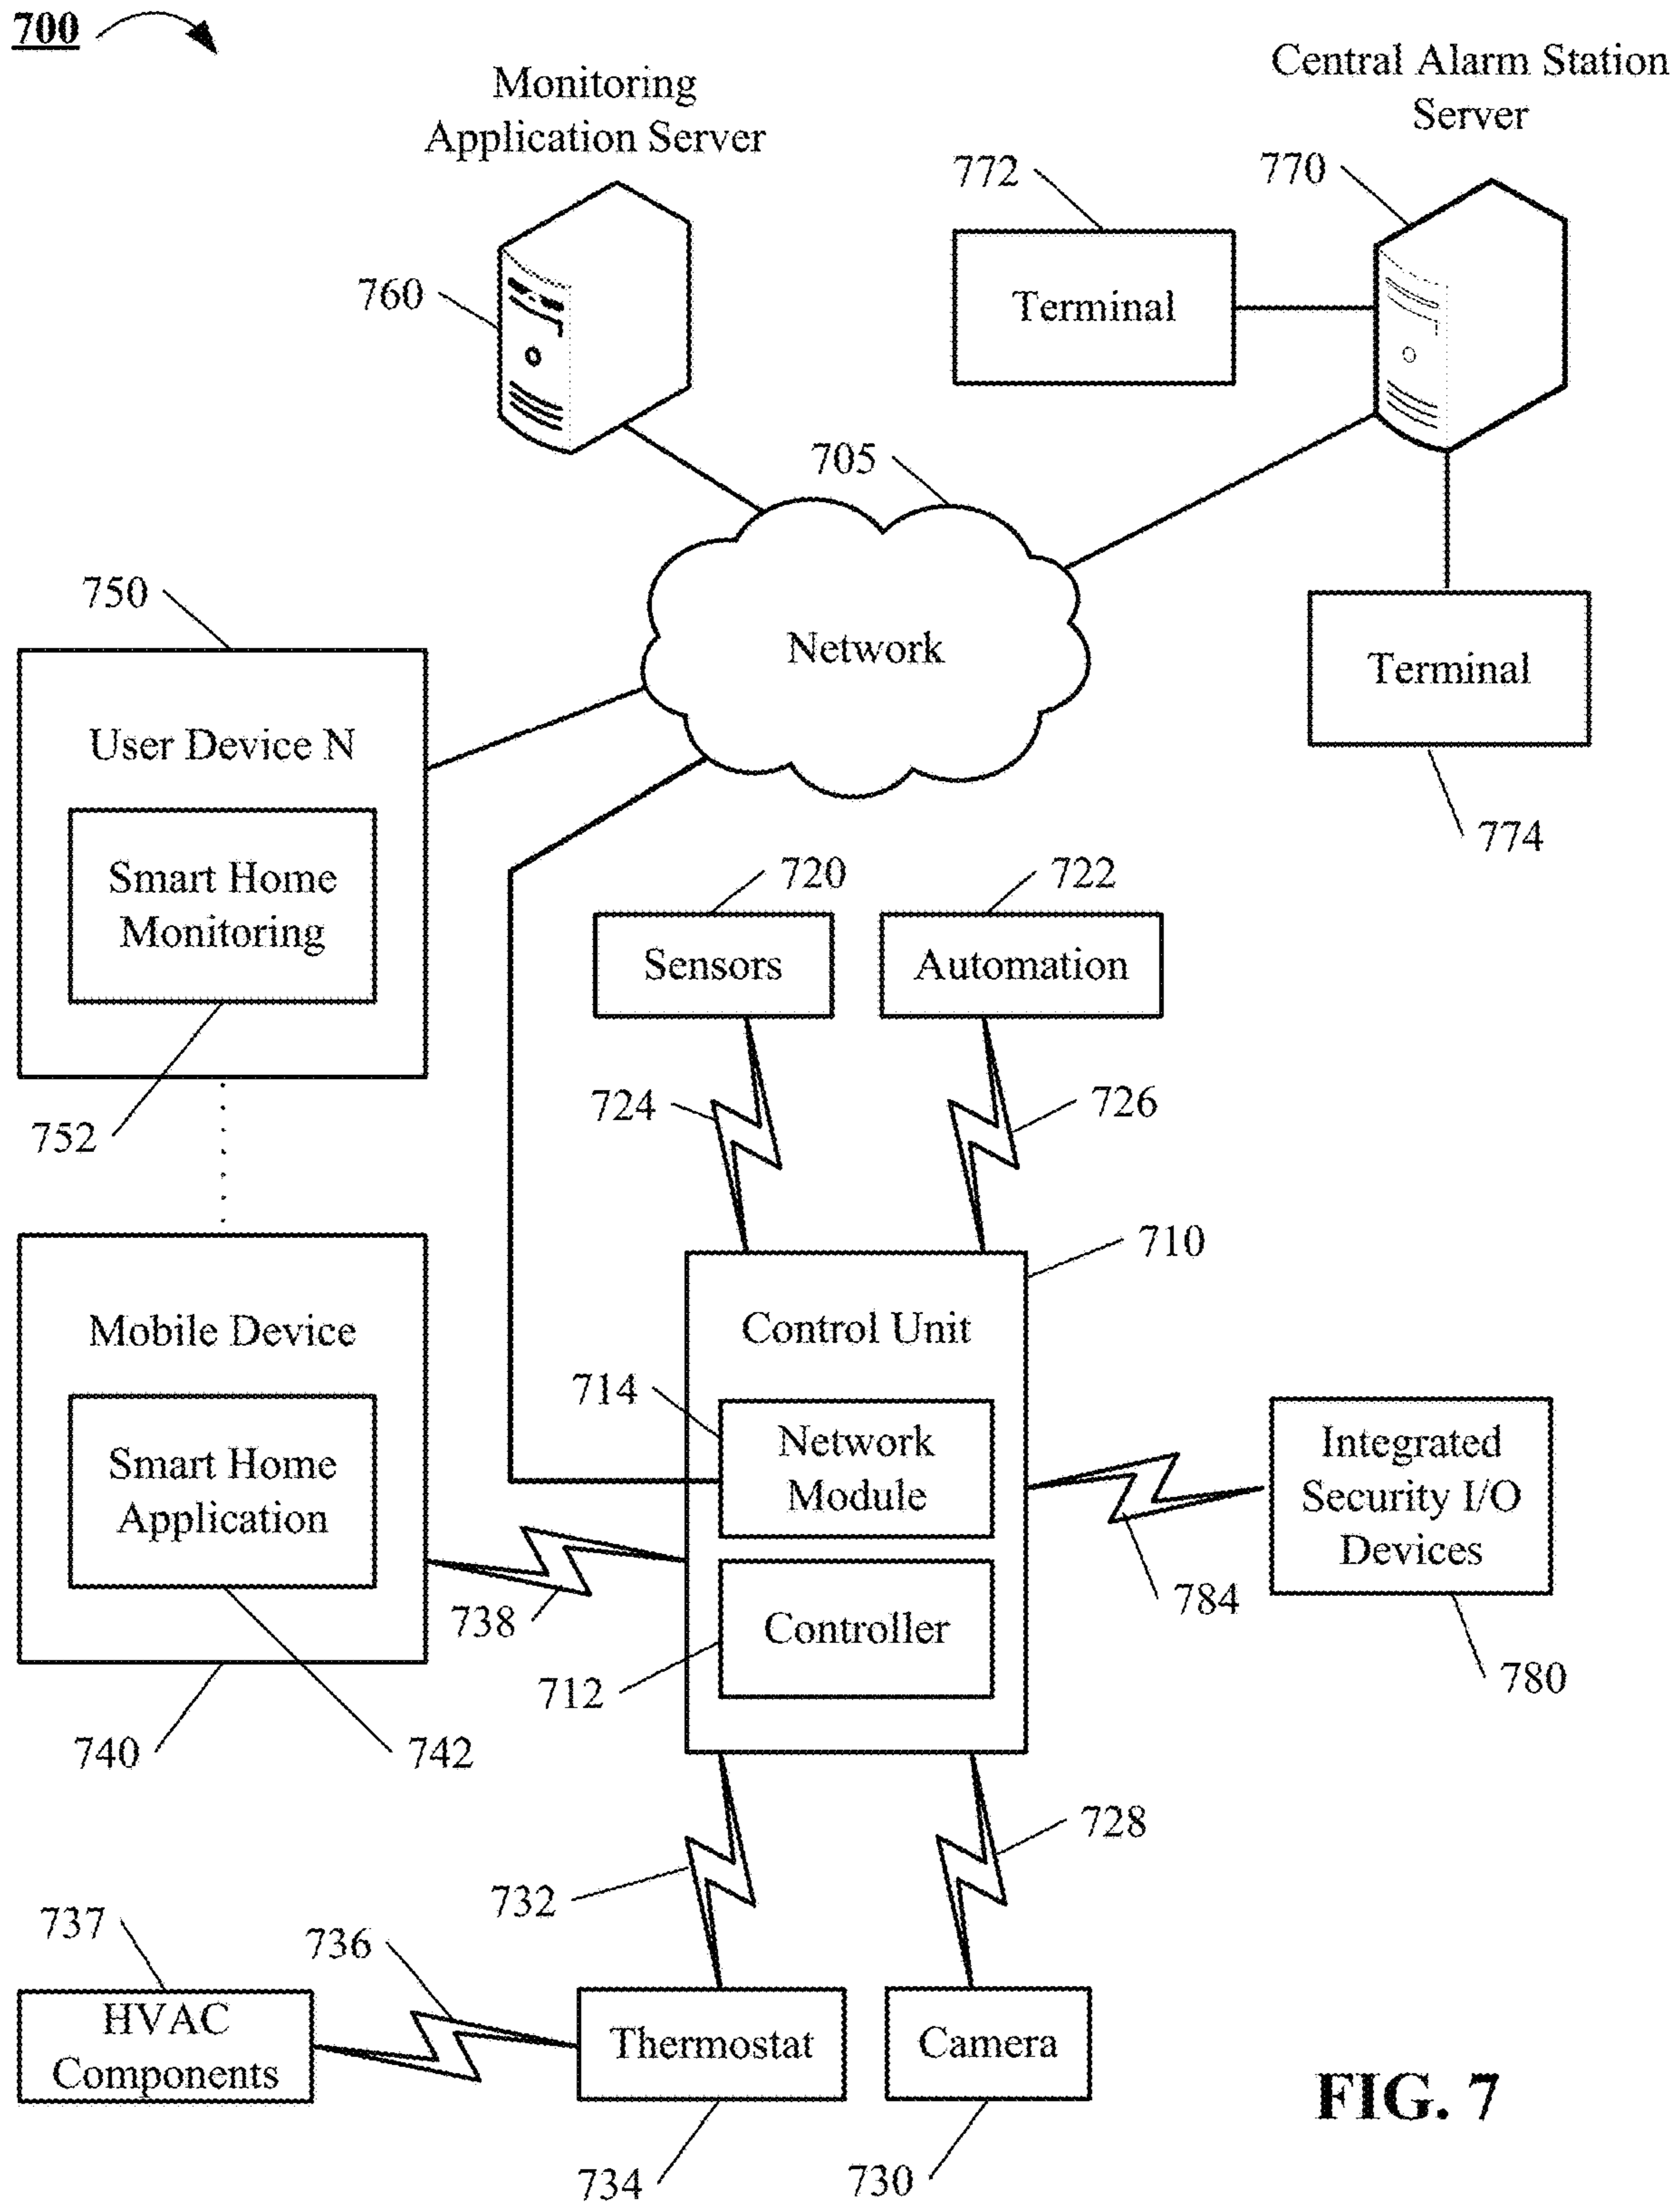 700
Monitoring
Application Server
Central Alarm Station
Server
772
770
Terminal
760
705
Network
750
User Device N
Smart Home
Monitoring
752
Terminal
774
720
722
Sensors
Automation
724
726
710
Control Unit
714
Network
Module
Controller
712
Mobile Device
Smart Home
Application
738
740
742
Integrated
Security I/O
Devices
784
780
732
728
737
736
HVAC
Components
Thermostat
Camera
734
730
FIG. 7